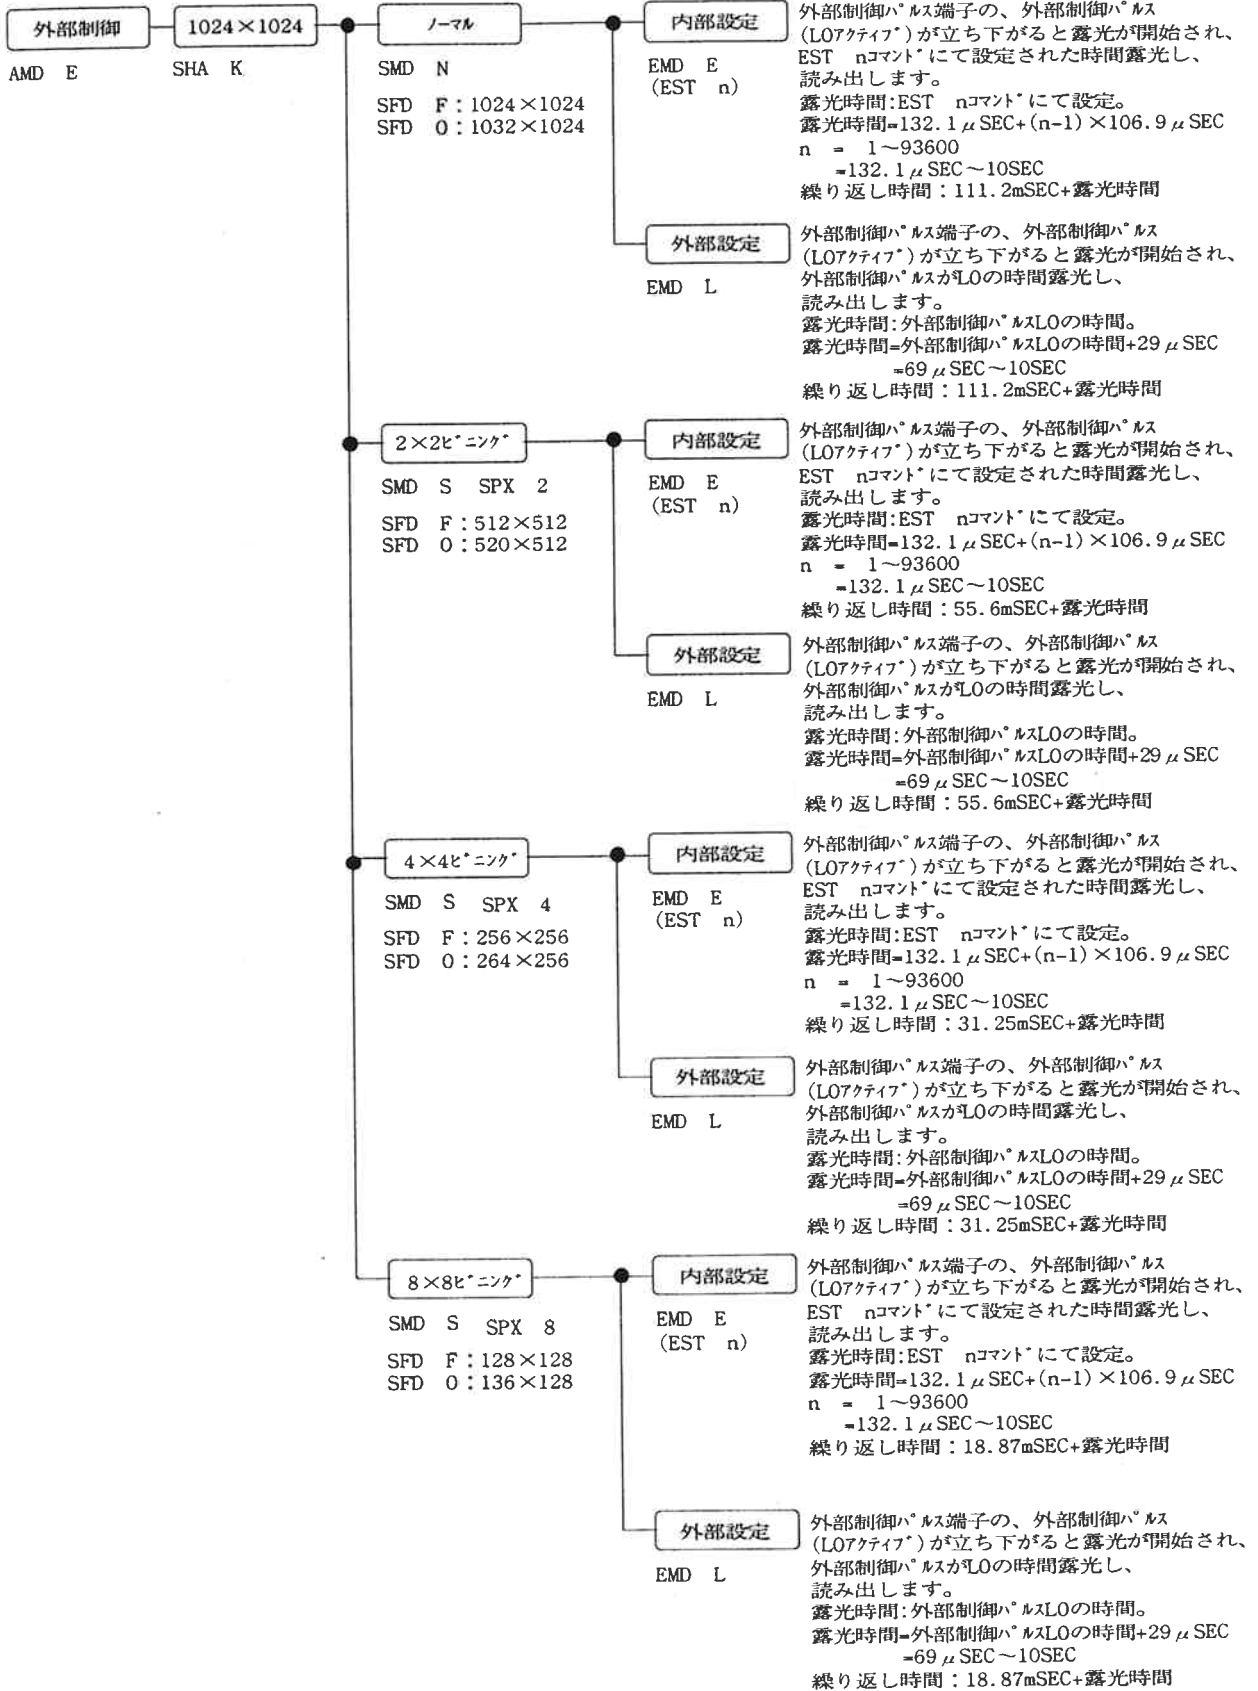 外部制御
AMD E
1024×1024
SHA K
ノーマル
SMD N
SFD F:1024×1024
SFD O:1032×1024
内部設定
EMD E
(EST n)
外部制御パルス端子の、外部制御パルス
(LOアクティブ)が立ち下がると露光が開始され、
EST nコマンドにて設定された時間露光し、
読み出します。
露光時間:EST nコマンドにて設定。
露光時間=132.1μSEC+(n-1)×106.9μSEC
n = 1~93600
=132.1μSEC~10SEC
繰り返し時間:111.2mSEC+露光時間
外部設定
EMD L
外部制御パルス端子の、外部制御パルス
(LOアクティブ)が立ち下がると露光が開始され、
外部制御パルスがLOの時間露光し、
読み出します。
露光時間:外部制御パルスLOの時間。
露光時間=外部制御パルスLOの時間+29μSEC
=69μSEC~10SEC
繰り返し時間:111.2mSEC+露光時間
2×2ビニング
SMD S SPX 2
SFD F:512×512
SFD O:520×512
内部設定
EMD E
(EST n)
外部制御パルス端子の、外部制御パルス
(LOアクティブ)が立ち下がると露光が開始され、
EST nコマンドにて設定された時間露光し、
読み出します。
露光時間:EST nコマンドにて設定。
露光時間=132.1μSEC+(n-1)×106.9μSEC
n = 1~93600
=132.1μSEC~10SEC
繰り返し時間:55.6mSEC+露光時間
外部設定
EMD L
外部制御パルス端子の、外部制御パルス
(LOアクティブ)が立ち下がると露光が開始され、
外部制御パルスがLOの時間露光し、
読み出します。
露光時間:外部制御パルスLOの時間。
露光時間=外部制御パルスLOの時間+29μSEC
=69μSEC~10SEC
繰り返し時間:55.6mSEC+露光時間
4×4ビニング
SMD S SPX 4
SFD F:256×256
SFD O:264×256
内部設定
EMD E
(EST n)
外部制御パルス端子の、外部制御パルス
(LOアクティブ)が立ち下がると露光が開始され、
EST nコマンドにて設定された時間露光し、
読み出します。
露光時間:EST nコマンドにて設定。
露光時間=132.1μSEC+(n-1)×106.9μSEC
n = 1~93600
=132.1μSEC~10SEC
繰り返し時間:31.25mSEC+露光時間
外部設定
EMD L
外部制御パルス端子の、外部制御パルス
(LOアクティブ)が立ち下がると露光が開始され、
外部制御パルスがLOの時間露光し、
読み出します。
露光時間:外部制御パルスLOの時間。
露光時間=外部制御パルスLOの時間+29μSEC
=69μSEC~10SEC
繰り返し時間:31.25mSEC+露光時間
8×8ビニング
SMD S SPX 8
SFD F:128×128
SFD O:136×128
内部設定
EMD E
(EST n)
外部制御パルス端子の、外部制御パルス
(LOアクティブ)が立ち下がると露光が開始され、
EST nコマンドにて設定された時間露光し、
読み出します。
露光時間:EST nコマンドにて設定。
露光時間=132.1μSEC+(n-1)×106.9μSEC
n = 1~93600
=132.1μSEC~10SEC
繰り返し時間:18.87mSEC+露光時間
外部設定
EMD L
外部制御パルス端子の、外部制御パルス
(LOアクティブ)が立ち下がると露光が開始され、
外部制御パルスがLOの時間露光し、
読み出します。
露光時間:外部制御パルスLOの時間。
露光時間=外部制御パルスLOの時間+29μSEC
=69μSEC~10SEC
繰り返し時間:18.87mSEC+露光時間